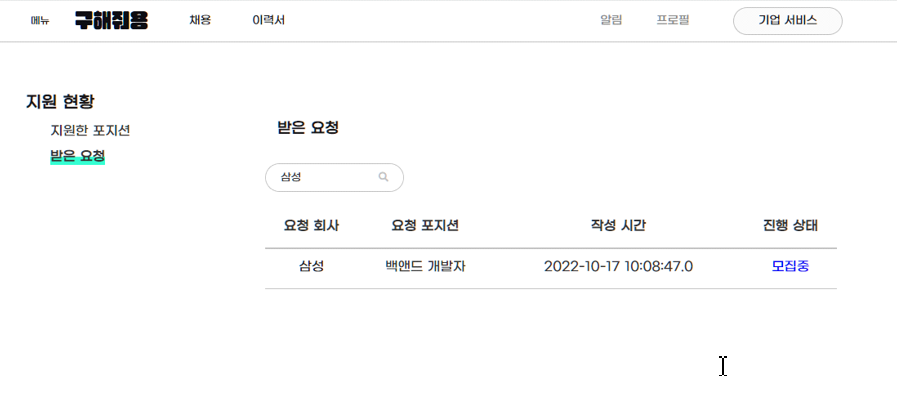 메뉴 구해줘용 채용 이력서 알림 프로필 기업 서비스
지원 현황
지원한 포지션
받은 요청
받은 요청
삼성
요청 회사 요청 포지션 작성 시간 진행 상태
삼성 백앤드 개발자 2022-10-17 10:08:47.0 모집중